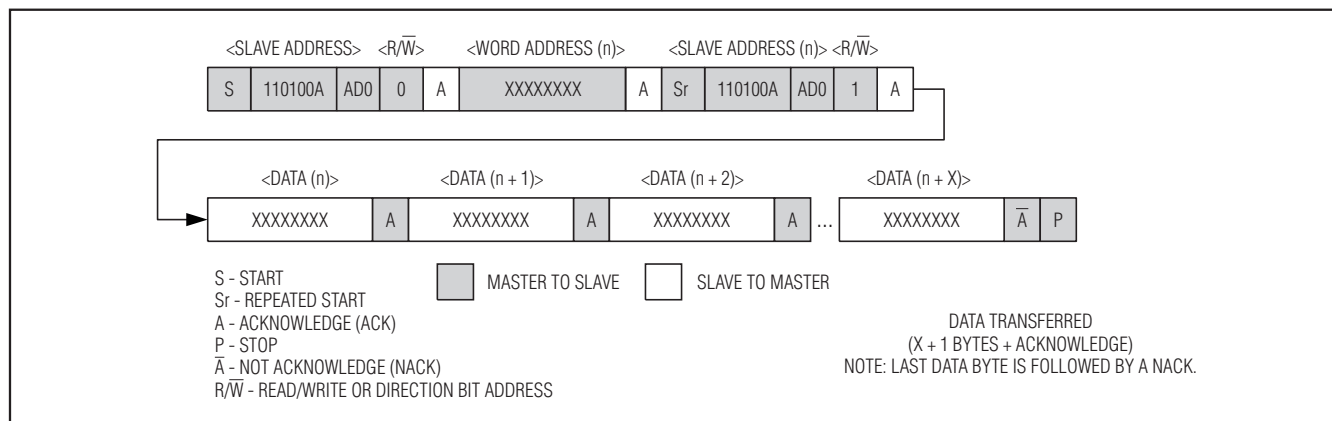 <SLAVE ADDRESS> <R/W̅> <WORD ADDRESS (n)> <SLAVE ADDRESS (n)> <R/W̅>
S 110100A AD0 0 A XXXXXXXX A Sr 110100A AD0 1 A
<DATA (n)> <DATA (n + 1)> <DATA (n + 2)> <DATA (n + X)>
XXXXXXXX A XXXXXXXX A XXXXXXXX A ... XXXXXXXX A̅ P
S - START
Sr - REPEATED START
A - ACKNOWLEDGE (ACK)
P - STOP
A̅ - NOT ACKNOWLEDGE (NACK)
R/W̅ - READ/WRITE OR DIRECTION BIT ADDRESS
MASTER TO SLAVE
SLAVE TO MASTER
DATA TRANSFERRED
(X + 1 BYTES + ACKNOWLEDGE)
NOTE: LAST DATA BYTE IS FOLLOWED BY A NACK.